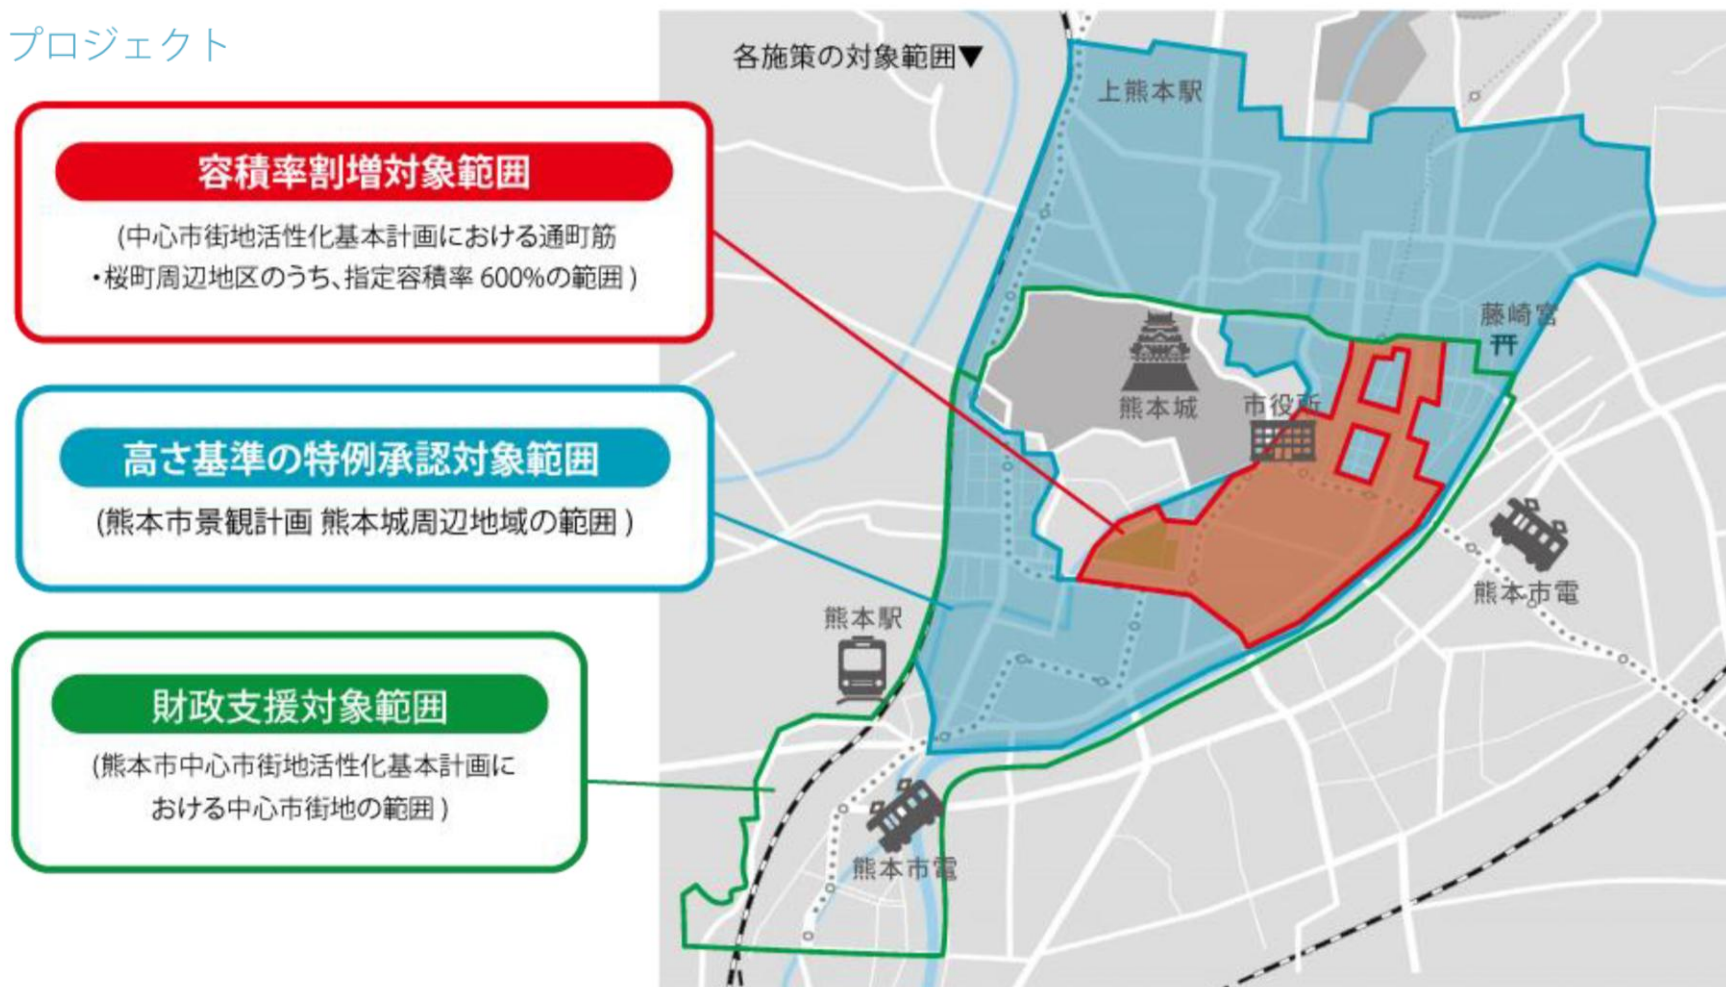 プロジェクト
各施策の対象範囲▼
容積率割増対象範囲
(中心市街地活性化基本計画における通町筋
・桜町周辺地区のうち、指定容積率 600%の範囲 )
高さ基準の特例承認対象範囲
(熊本市景観計画 熊本城周辺地域の範囲 )
財政支援対象範囲
(熊本市中心市街地活性化基本計画に
おける中心市街地の範囲 )
上熊本駅
藤崎宮
熊本城
市役所
熊本市電
熊本駅
熊本市電